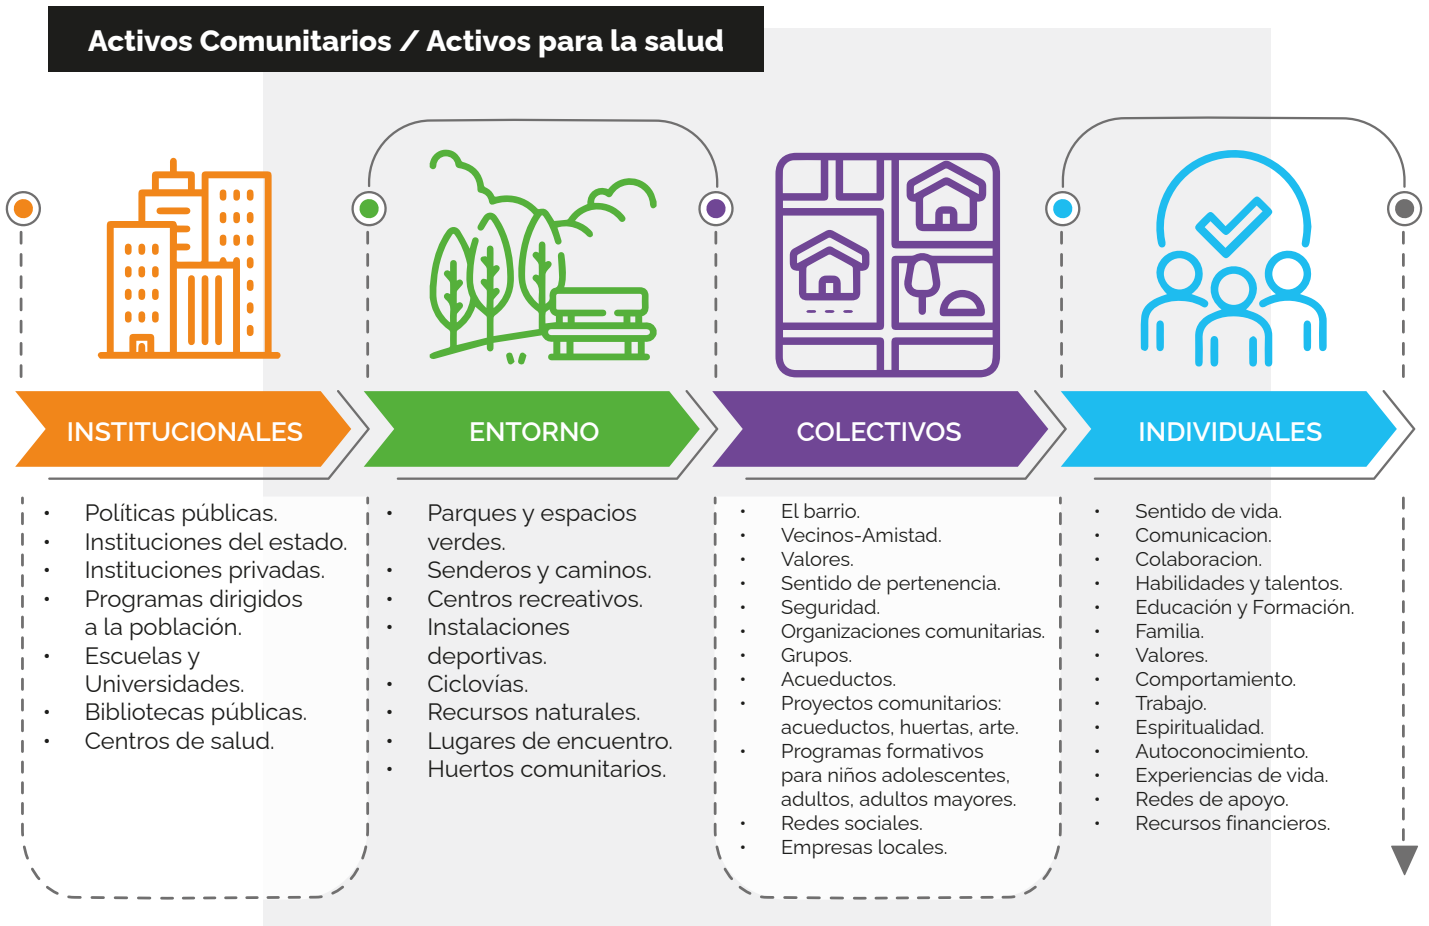 Activos Comunitarios / Activos para la salud
INSTITUCIONALES
• Políticas públicas.
• Instituciones del estado.
• Instituciones privadas.
• Programas dirigidos
a la población.
• Escuelas y
Universidades.
• Bibliotecas públicas.
• Centros de salud.
ENTORNO
• Parques y espacios
verdes.
• Senderos y caminos.
• Centros recreativos.
• Instalaciones
deportivas.
• Ciclovías.
• Recursos naturales.
• Lugares de encuentro.
• Huertos comunitarios.
COLECTIVOS
• El barrio.
• Vecinos-Amistad.
• Valores.
• Sentido de pertenencia.
• Seguridad.
• Organizaciones comunitarias.
• Grupos.
• Acueductos.
• Proyectos comunitarios:
acueductos, huertas, arte.
• Programas formativos
para niños adolescentes,
adultos, adultos mayores.
• Redes sociales.
• Empresas locales.
INDIVIDUALES
• Sentido de vida.
• Comunicacion.
• Colaboracion.
• Habilidades y talentos.
• Educación y Formación.
• Familia.
• Valores.
• Comportamiento.
• Trabajo.
• Espiritualidad.
• Autoconocimiento.
• Experiencias de vida.
• Redes de apoyo.
• Recursos financieros.